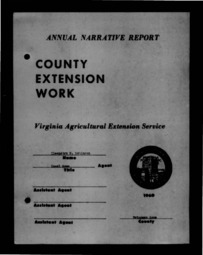 ANNUAL NARRATIVE REPORT
COUNTY
EXTENSION
WORK
Virginia Agricultural Extension Service
Name
Agent
Title
Assistant Agent
1960
Assistant Agent
County
Assistant Agent